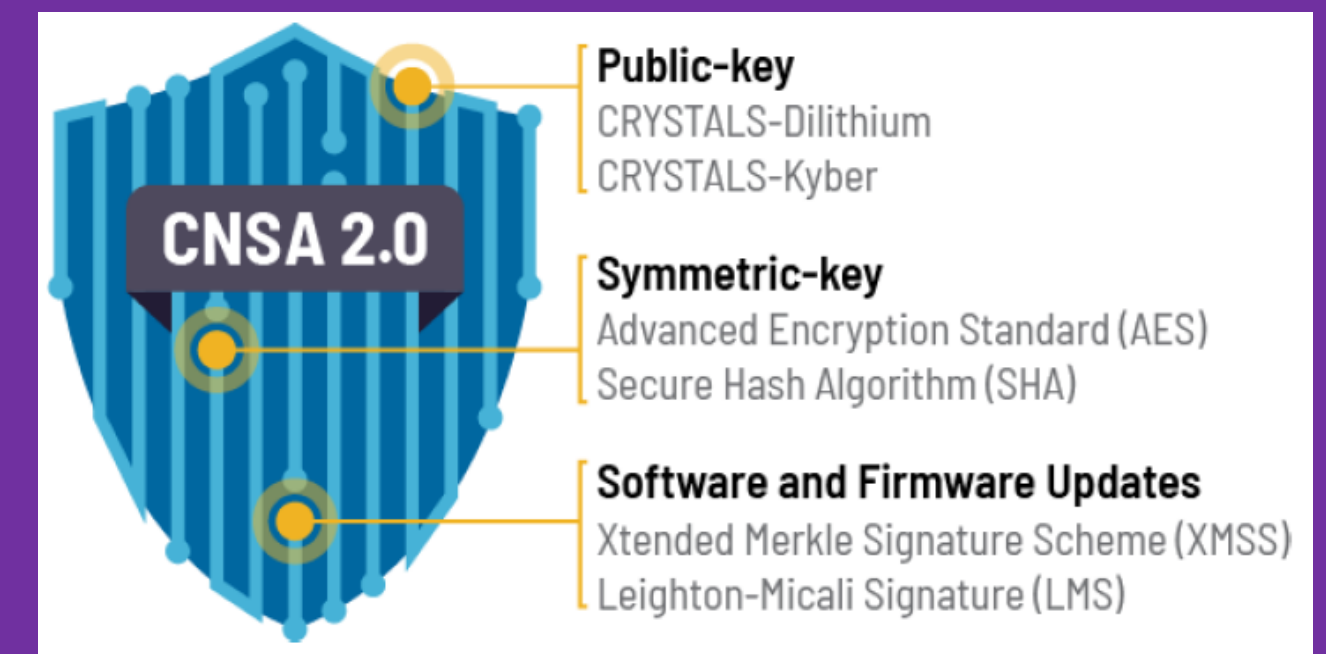 CNSA 2.0
Public-key
CRYSTALS-Dilithium
CRYSTALS-Kyber
Symmetric-key
Advanced Encryption Standard (AES)
Secure Hash Algorithm (SHA)
Software and Firmware Updates
Xtended Merkle Signature Scheme (XMSS)
Leighton-Micali Signature (LMS)